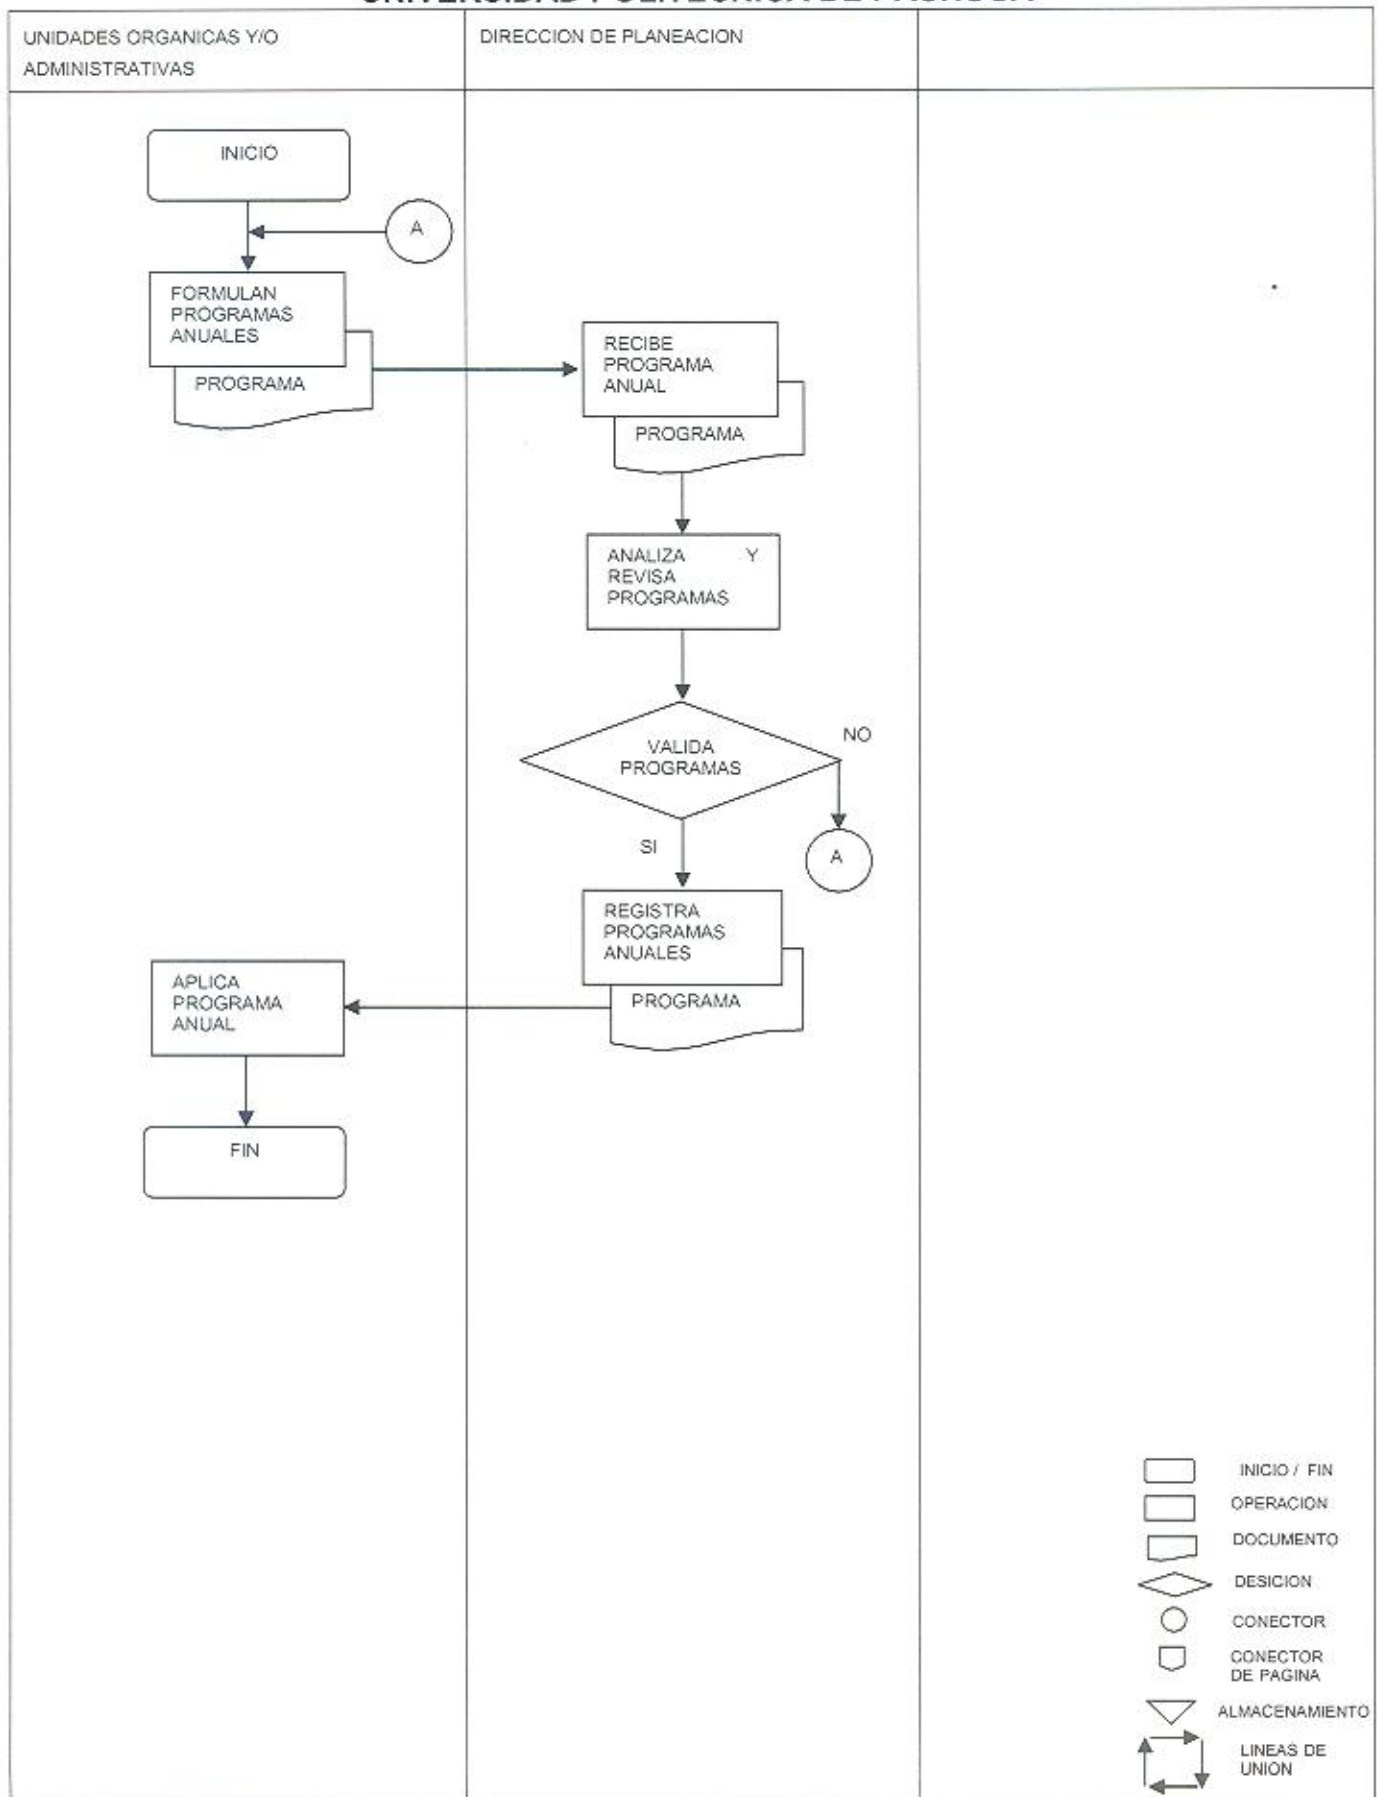 UNIDADES ORGANICAS Y/O
ADMINISTRATIVAS
DIRECCION DE PLANEACION
INICIO
A
FORMULAN
PROGRAMAS
ANUALES
PROGRAMA
RECIBE
PROGRAMA
ANUAL
PROGRAMA
ANALIZA Y
REVISA
PROGRAMAS
VALIDA
PROGRAMAS
NO
SI
A
REGISTRA
PROGRAMAS
ANUALES
PROGRAMA
APLICA
PROGRAMA
ANUAL
FIN
INICIO / FIN
OPERACION
DOCUMENTO
DESICION
CONECTOR
CONECTOR
DE PAGINA
ALMACENAMIENTO
LINEAS DE
UNION